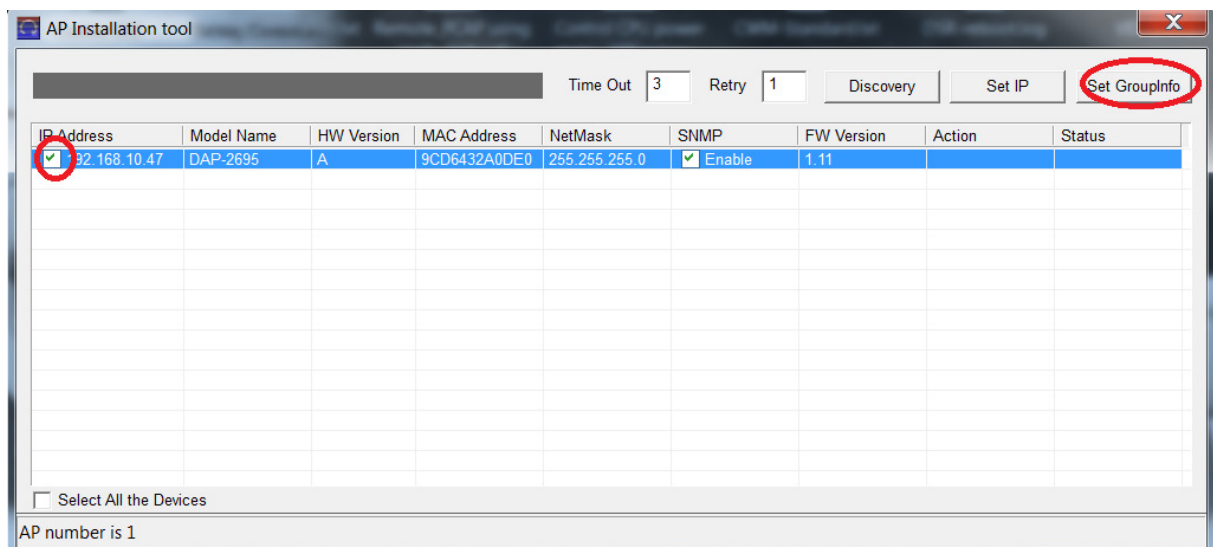 AP Installation tool
Time Out 3 Retry 1 Discovery Set IP Set GroupInfo
IP Address Model Name HW Version MAC Address NetMask SNMP FW Version Action Status
192.168.10.47 DAP-2695 A 9CD6432A0DE0 255.255.255.0 Enable 1.11
Select All the Devices
AP number is 1